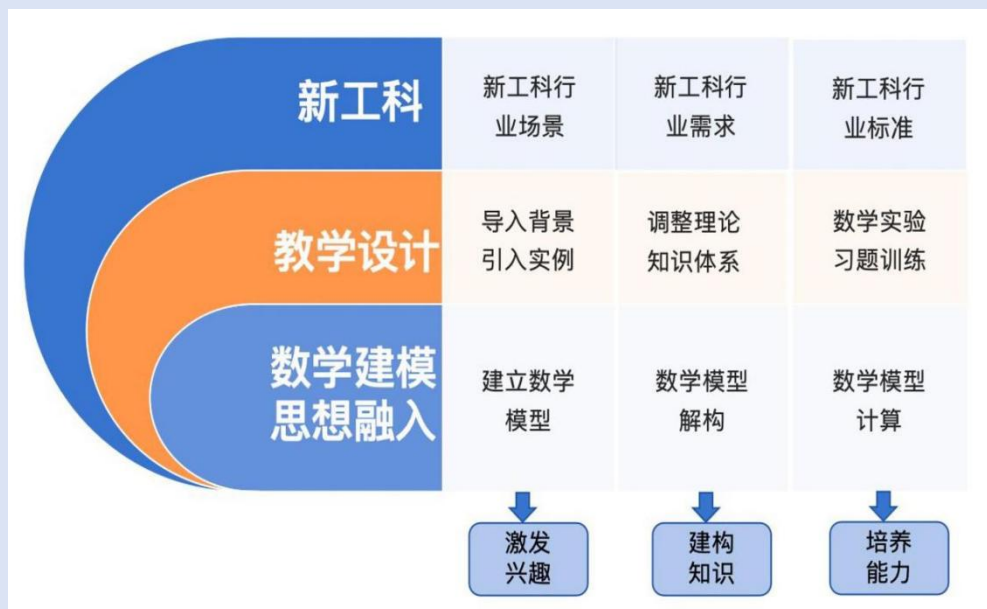 新工科
新工科行
业场景
新工科行
业需求
新工科行
业标准
教学设计
导入背景
引入实例
调整理论
知识体系
数学实验
习题训练
数学建模
思想融入
建立数学
模型
数学模型
解构
数学模型
计算
激发
兴趣
建构
知识
培养
能力